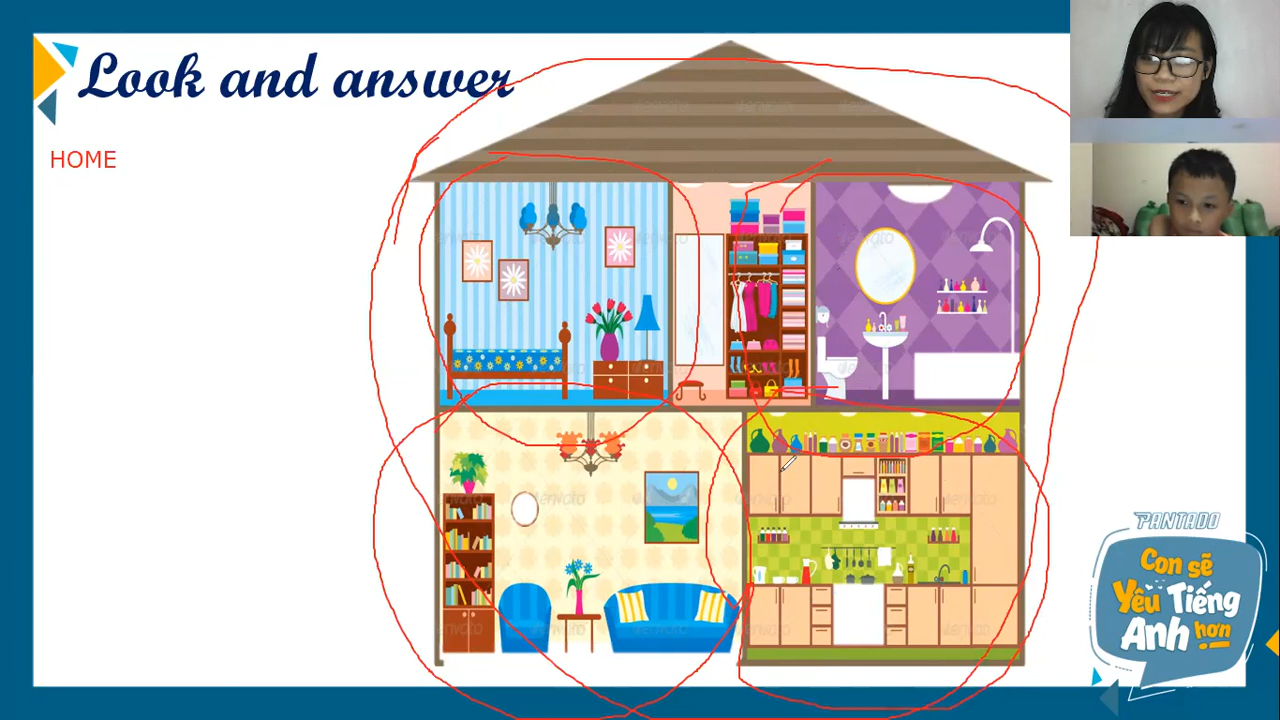 Look and answer
HOME
PANTADO
Con sẽ
Yêu Tiếng
Anh hơn